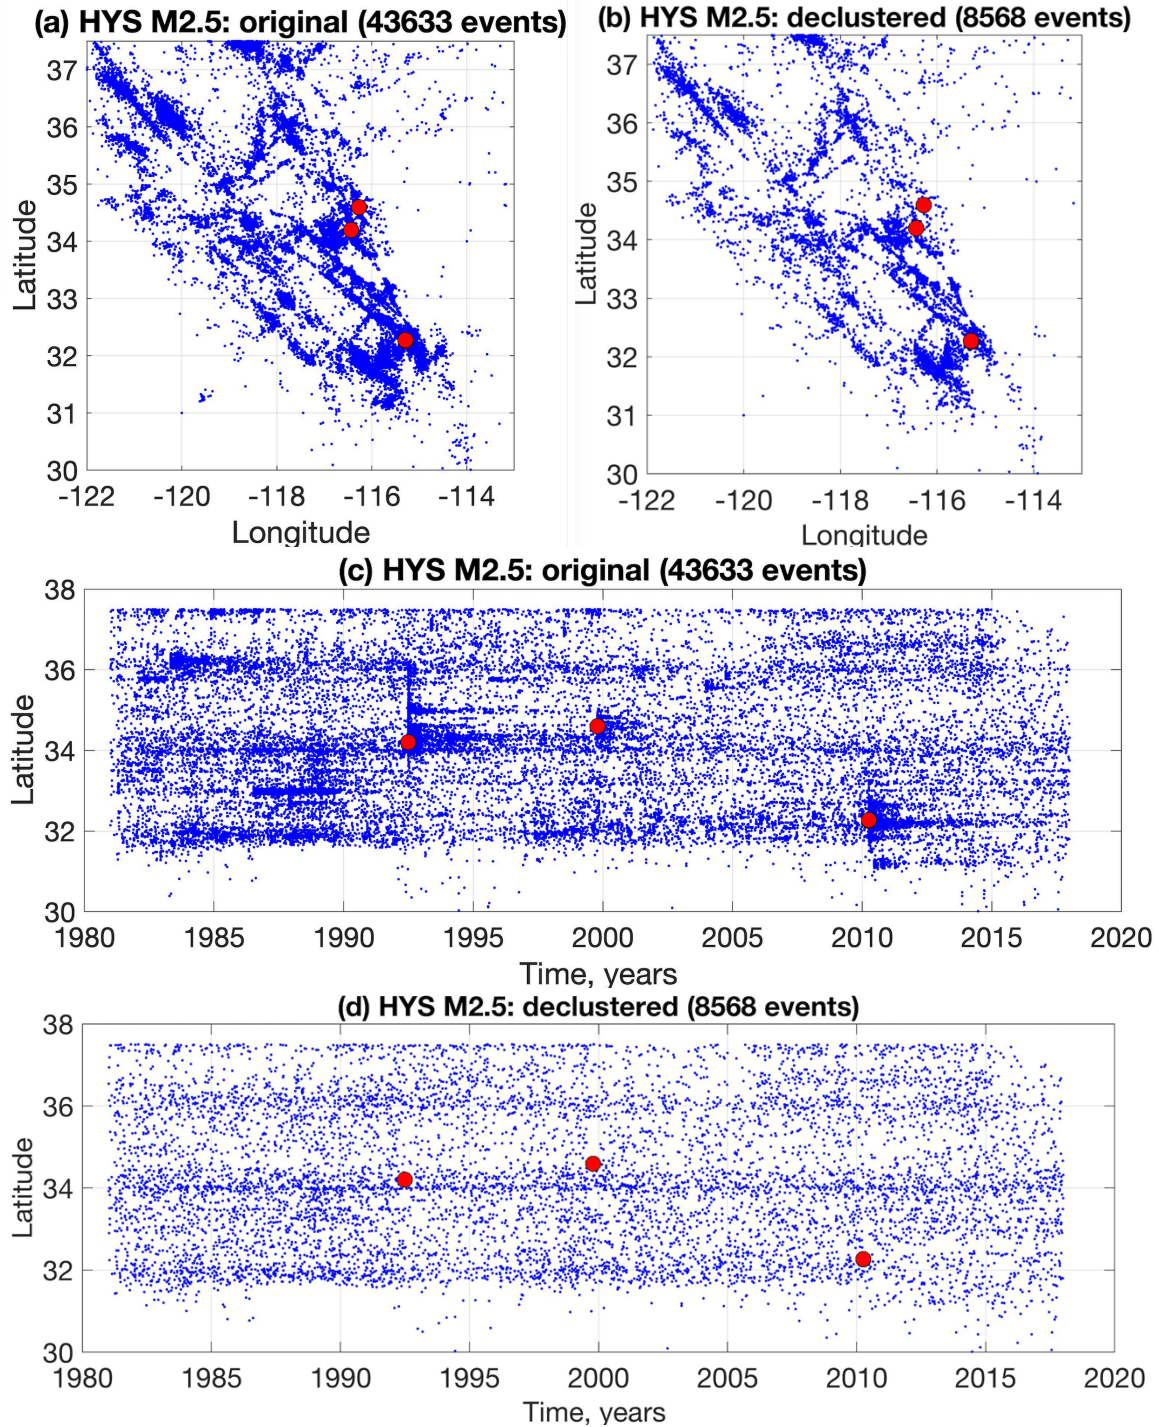 (a) HYS M2.5: original (43633 events)
(b) HYS M2.5: declustered (8568 events)
37
36
35
34
33
32
31
30
Latitude
-122 -120 -118 -116 -114
Longitude
37
36
35
34
33
32
31
30
Latitude
-122 -120 -118 -116 -114
Longitude
(c) HYS M2.5: original (43633 events)
38
36
34
32
30
Latitude
1980 1985 1990 1995 2000 2005 2010 2015 2020
Time, years
(d) HYS M2.5: declustered (8568 events)
38
36
34
32
30
Latitude
1980 1985 1990 1995 2000 2005 2010 2015 2020
Time, years